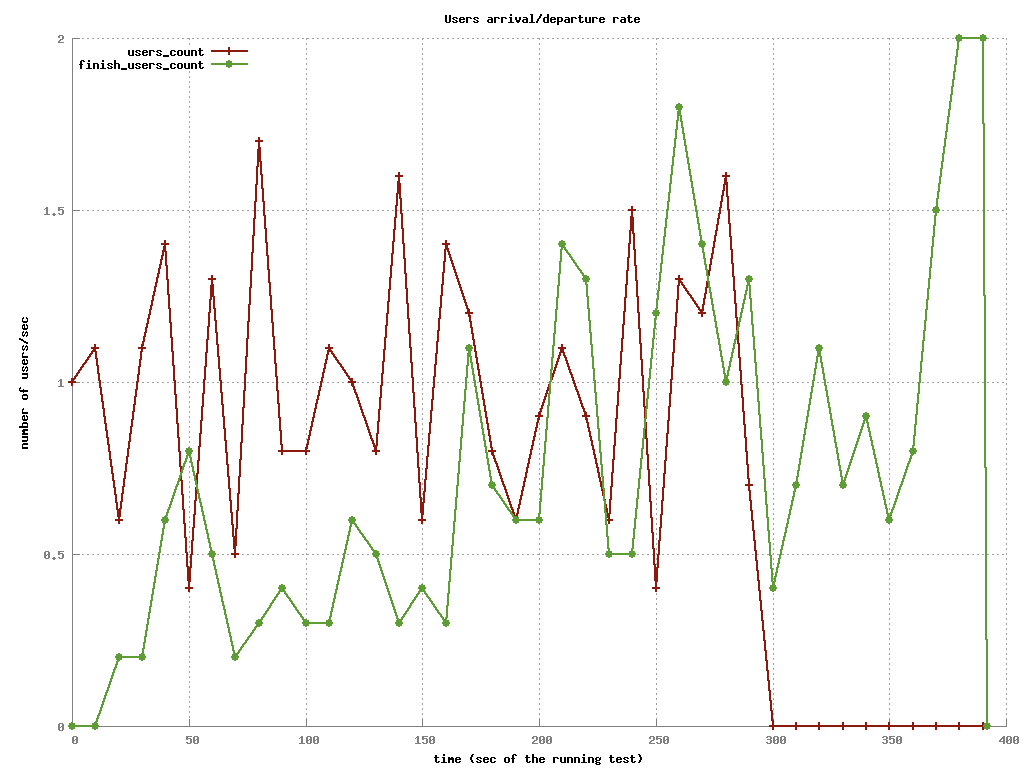 Users arrival/departure rate
users_count
finish_users_count
2
1.5
1
0.5
0
number of users/sec
0 50 100 150 200 250 300 350 400
time (sec of the running test)